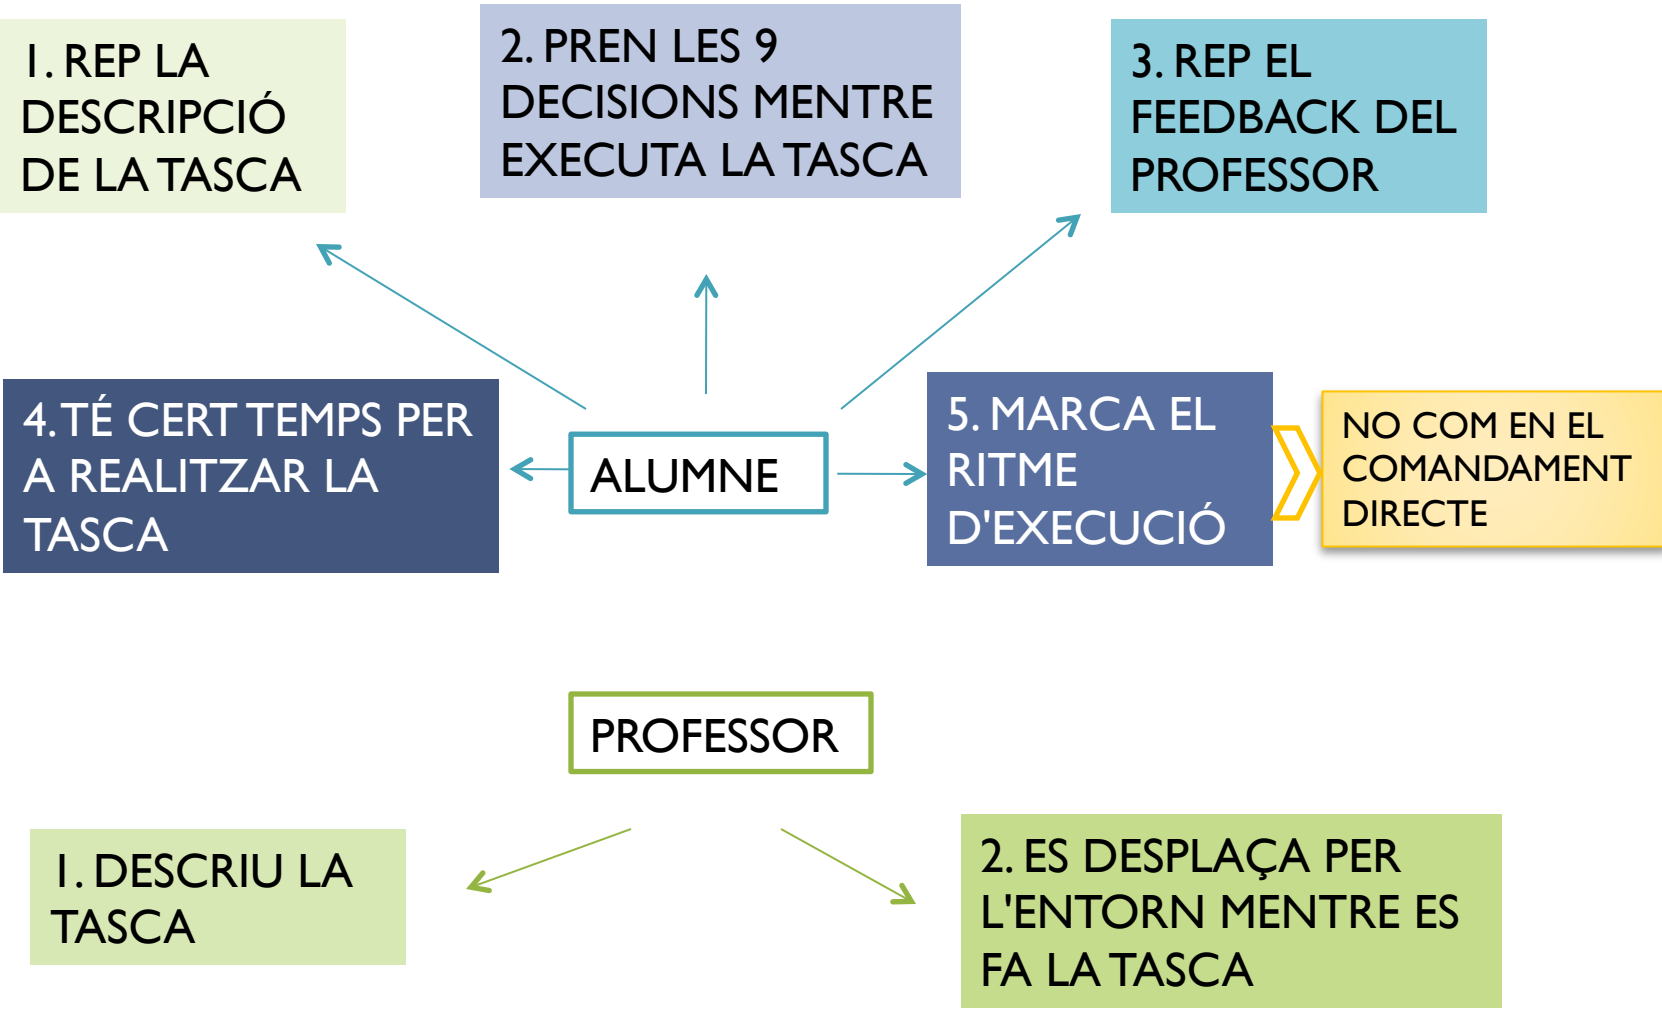 1. REP LA
DESCRIPCIÓ
DE LA TASCA
2. PREN LES 9
DECISIONS MENTRE
EXECUTA LA TASCA
3. REP EL
FEEDBACK DEL
PROFESSOR
4. TÉ CERT TEMPS PER
A REALITZAR LA
TASCA
ALUMNE
5. MARCA EL
RITME
D'EXECUCIÓ
NO COM EN EL
COMANDAMENT
DIRECTE
PROFESSOR
1. DESCRIU LA
TASCA
2. ES DESPLAÇA PER
L'ENTORN MENTRE ES
FA LA TASCA